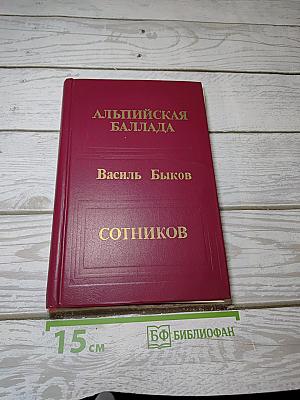 АЛЬПИЙСКАЯ
БАЛЛАДА
Василь Быков
СОТНИКОВ
15 см
БФ БИБЛИОФАН